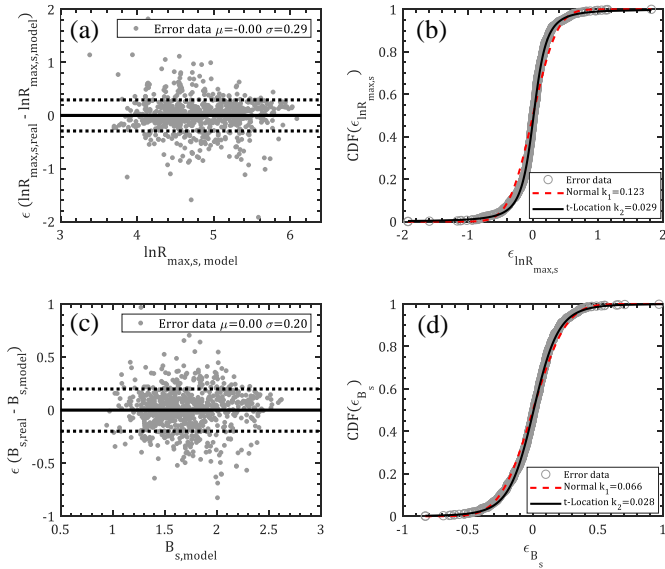 (a)
Error data μ=-0.00 σ=0.29
2
1
0
-1
-2
ϵ (lnR_max,s,real - lnR_max,s,model)
3
4
5
6
lnR_max,s, model
(b)
1
0.8
0.6
0.4
0.2
0
CDF(ϵ_lnR_max,s)
Error data
Normal k_1=0.123
t-Location k_2=0.029
-2
-1
0
1
2
ϵ_lnR_max,s
(c)
Error data μ=0.00 σ=0.20
1
0.5
0
-0.5
-1
ϵ (B_s,real - B_s,model)
0.5
1
1.5
2
2.5
3
B_s,model
(d)
1
0.8
0.6
0.4
0.2
0
CDF(ϵ_B_s)
Error data
Normal k_1=0.066
t-Location k_2=0.028
-1
-0.5
0
0.5
1
ϵ_B_s